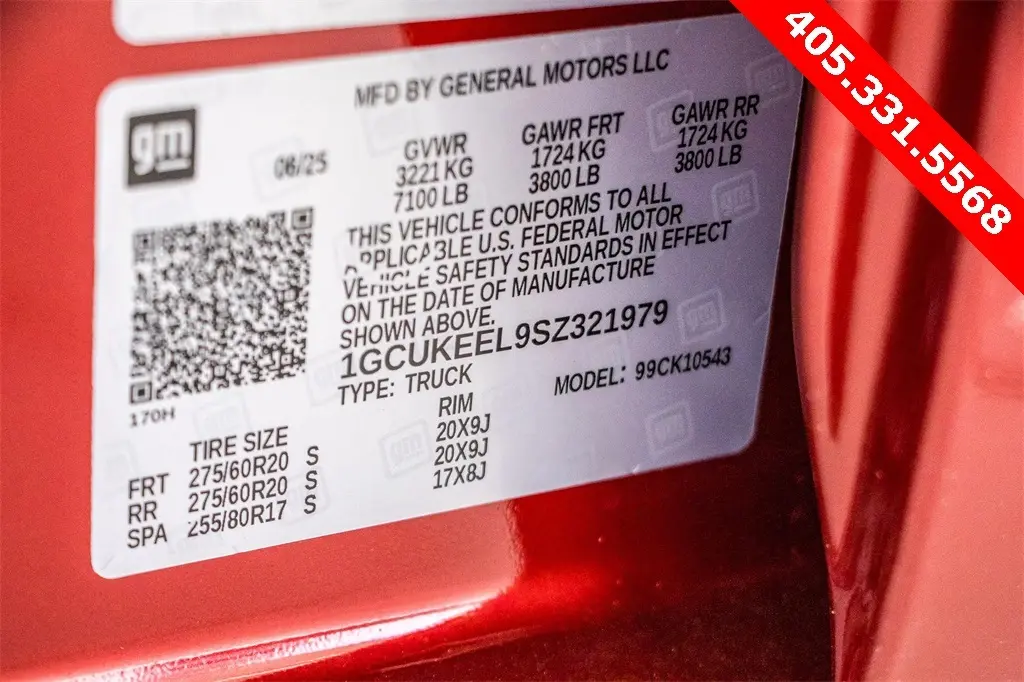 405.331.5568
MFD BY GENERAL MOTORS LLC
gm
06/25
GVWR GAWR FRT GAWR RR
3221 KG 1724 KG 1724 KG
7100 LB 3800 LB 3800 LB
THIS VEHICLE CONFORMS TO ALL
APPLICABLE U.S. FEDERAL MOTOR
VEHICLE SAFETY STANDARDS IN EFFECT
ON THE DATE OF MANUFACTURE
SHOWN ABOVE.
1GCUKEEL9SZ321979
TYPE: TRUCK MODEL: 99CK10543
170H
TIRE SIZE RIM
FRT 275/60R20 S 20X9J
RR 275/60R20 S 20X9J
SPA 255/80R17 S 17X8J